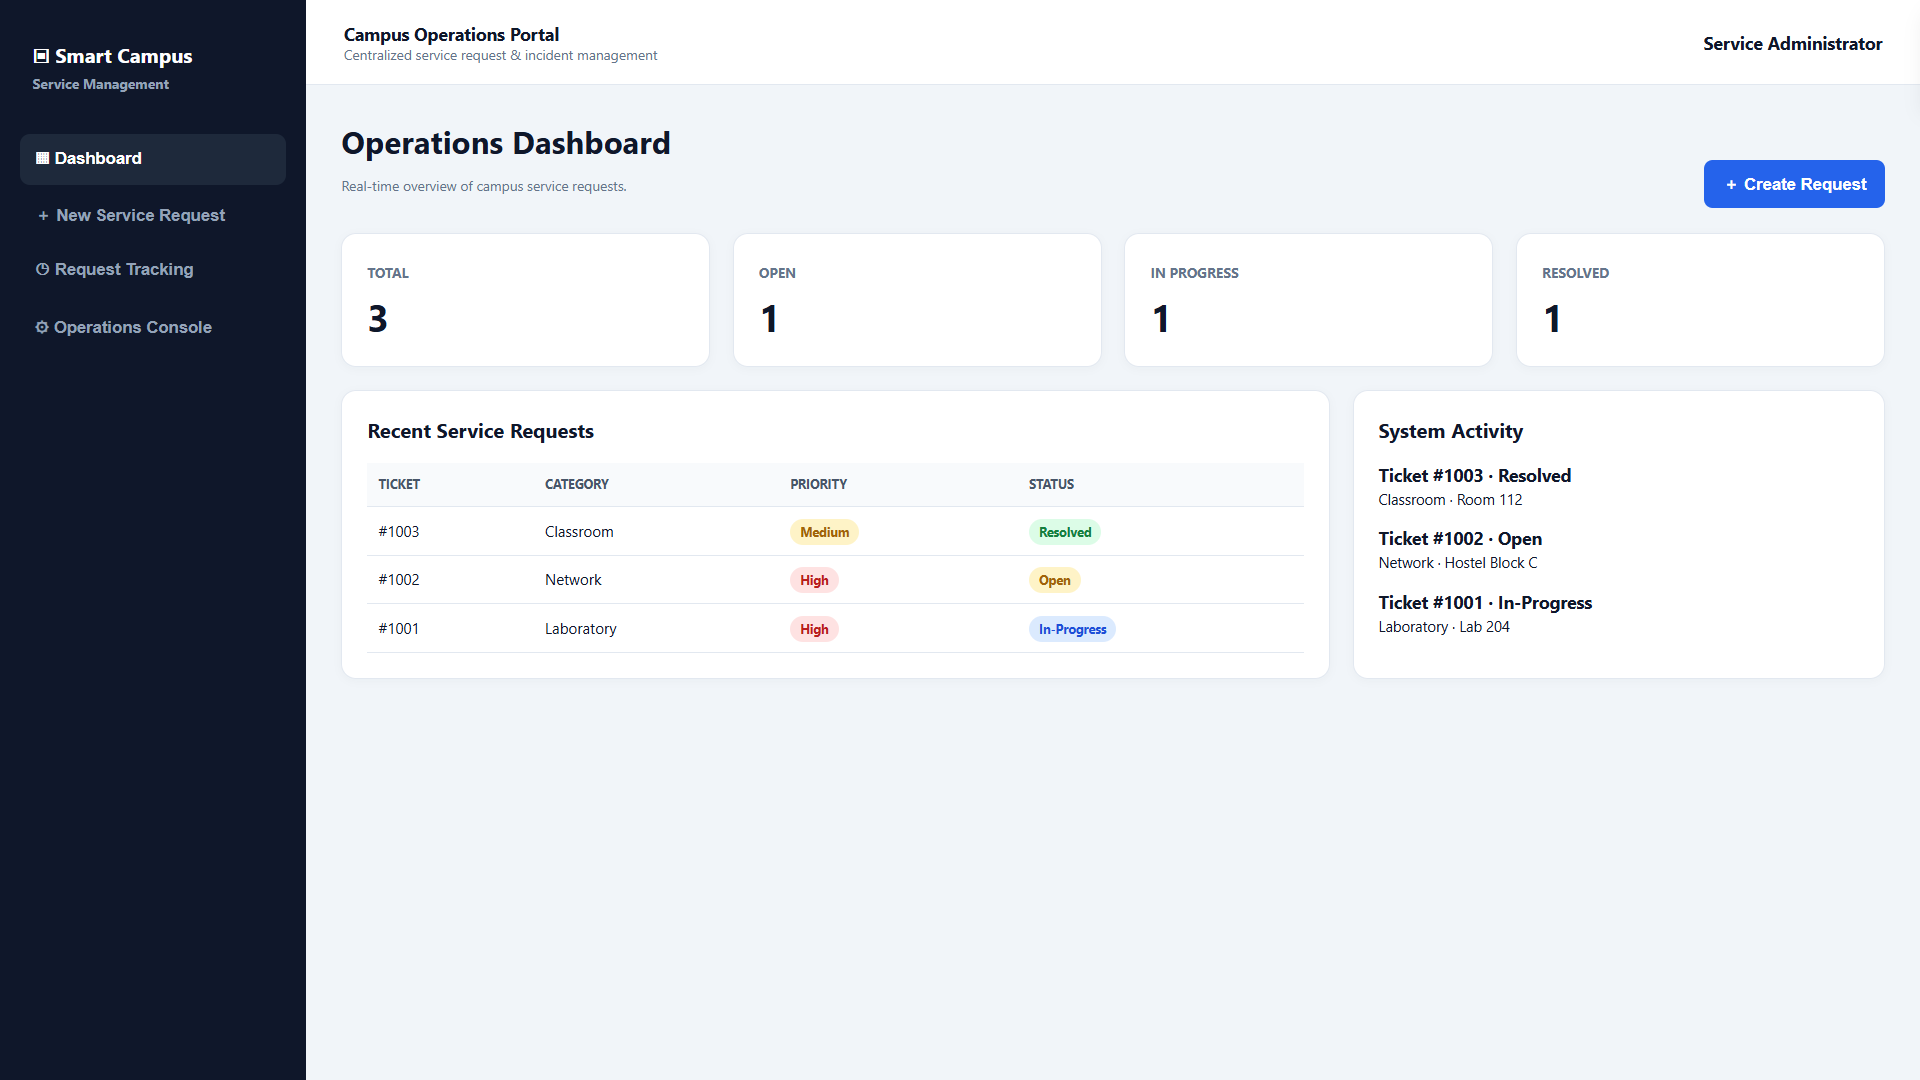 Smart Campus
Service Management
Dashboard
+ New Service Request
Request Tracking
Operations Console
Campus Operations Portal
Centralized service request & incident management
Service Administrator
Operations Dashboard
Real-time overview of campus service requests.
+ Create Request
TOTAL
3
OPEN
1
IN PROGRESS
1
RESOLVED
1
Recent Service Requests
TICKET CATEGORY PRIORITY STATUS
#1003 Classroom Medium Resolved
#1002 Network High Open
#1001 Laboratory High In-Progress
System Activity
Ticket #1003 · Resolved
Classroom · Room 112
Ticket #1002 · Open
Network · Hostel Block C
Ticket #1001 · In-Progress
Laboratory · Lab 204